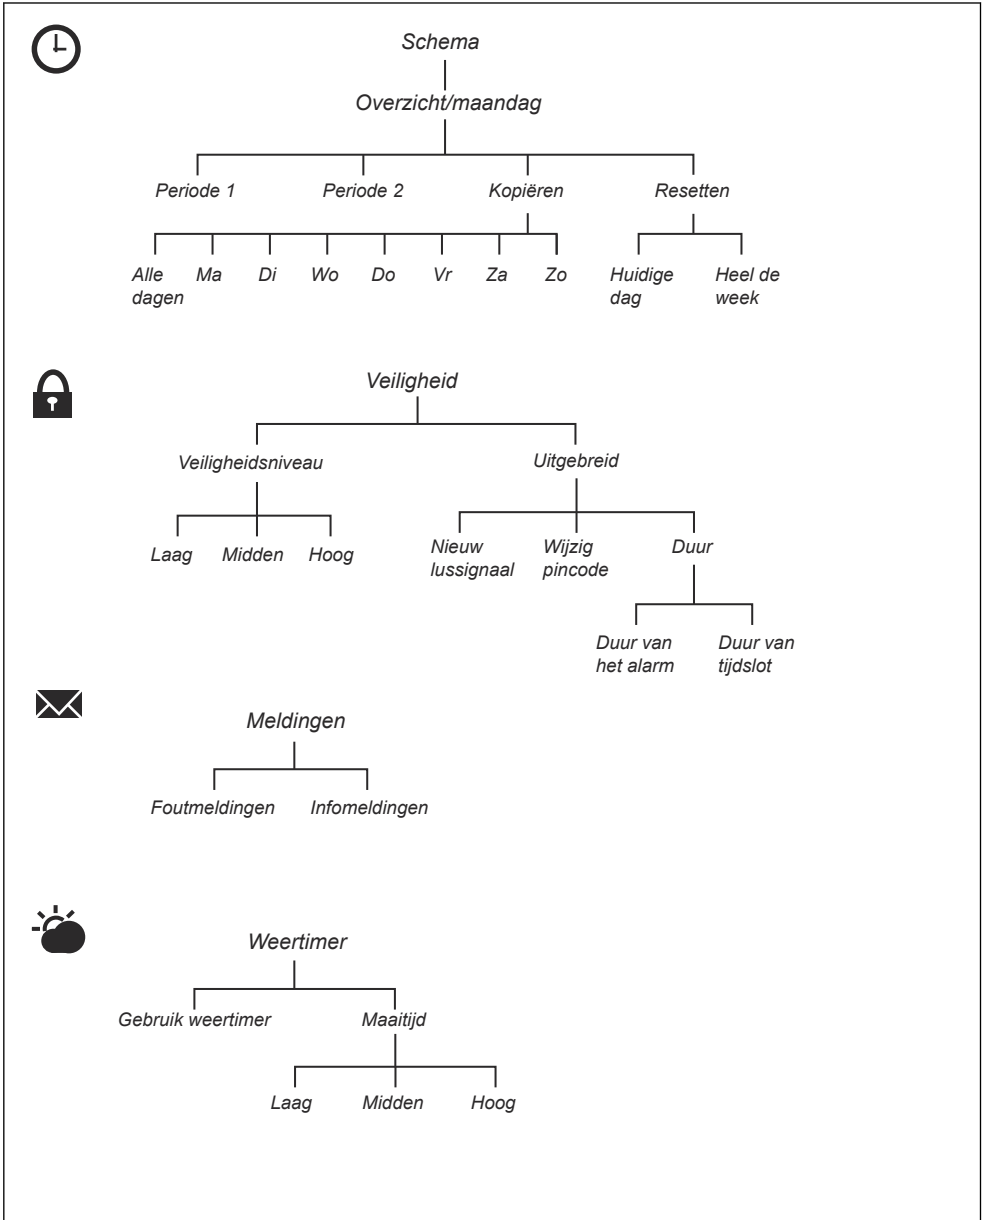 Schema
Overzicht/maandag
Periode 1 Periode 2 Kopiëren Resetten
Alle dagen Ma Di Wo Do Vr Za Zo Huidige dag Heel de week
Veiligheid
Veiligheidsniveau Uitgebreid
Laag Midden Hoog Nieuw lussignaal Wijzig pincode Duur
Duur van het alarm Duur van tijdslot
Meldingen
Foutmeldingen Infomeldingen
Weertimer
Gebruik weertimer Maaitijd
Laag Midden Hoog